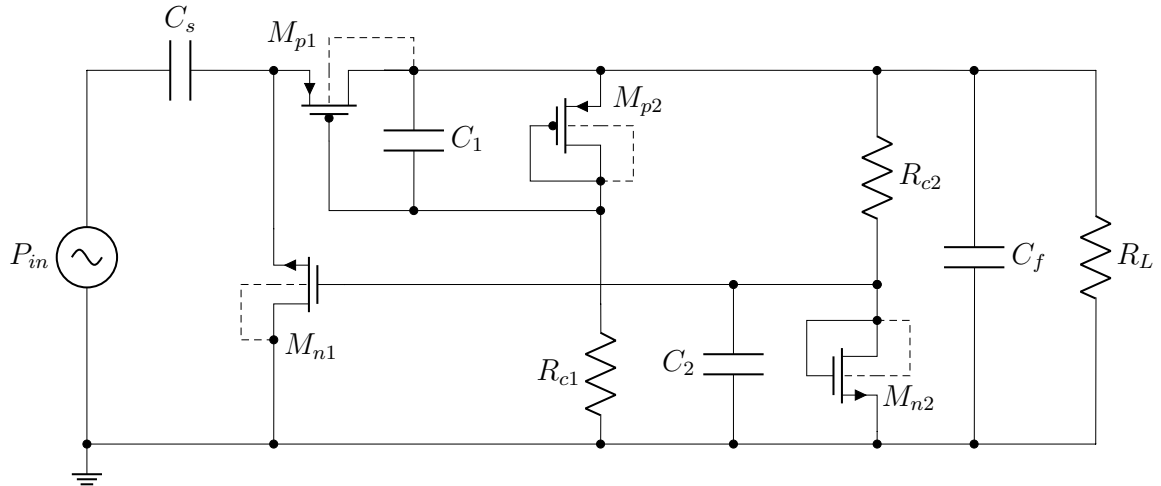 C_s
M_{p1}
M_{p2}
C_1
R_{c2}
P_{in}
C_f
R_L
M_{n1}
R_{c1}
C_2
M_{n2}